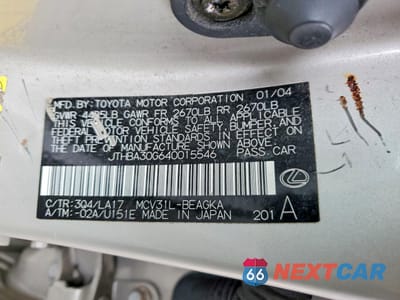 MFD.BY: TOYOTA MOTOR CORPORATION 01/04
GVWR LB GAWR FR 2670LB RR 2670LB
THIS VEHICLE CONFORMS TO ALL APPLICABLE
FEDERAL MOTOR VEHICLE SAFETY, BUMPER, AND
THEFT PREVENTION STANDARDS IN EFFECT ON
THE DATE OF MANUFACTURE SHOWN ABOVE.
JTHBA30G640015546 PASS.CAR
C/TR: 3Q4/LA17 MCV31L-BEAGKA
A/TM: -02A/U151E MADE IN JAPAN 201 A
66 NEXTCAR